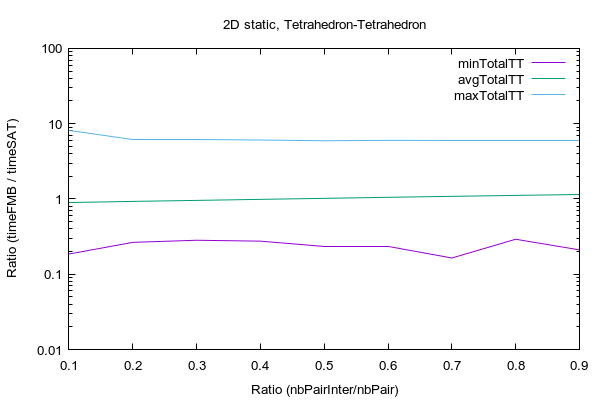 2D static, Tetrahedron-Tetrahedron
100
10
1
0.1
0.01
Ratio (timeFMB / timeSAT)
minTotalTT
avgTotalTT
maxTotalTT
0.1 0.2 0.3 0.4 0.5 0.6 0.7 0.8 0.9
Ratio (nbPairInter/nbPair)